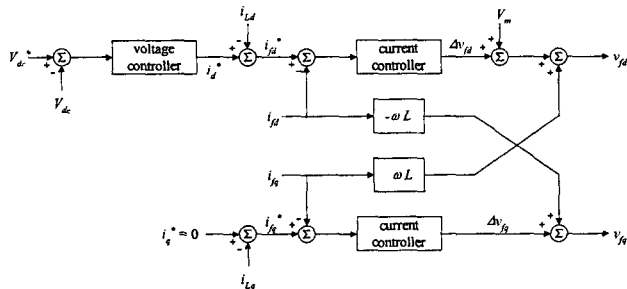 i_Ld
V_m
V_dc* + - Σ voltage controller i_d* + - Σ i_fd* + - Σ current controller Δv_fd + + Σ + + Σ v_fd
V_dc
i_fd -ω L
i_fq ω L
i_q* = 0 + - Σ i_fq* + - Σ current controller Δv_fq + + Σ v_fq
i_Lq